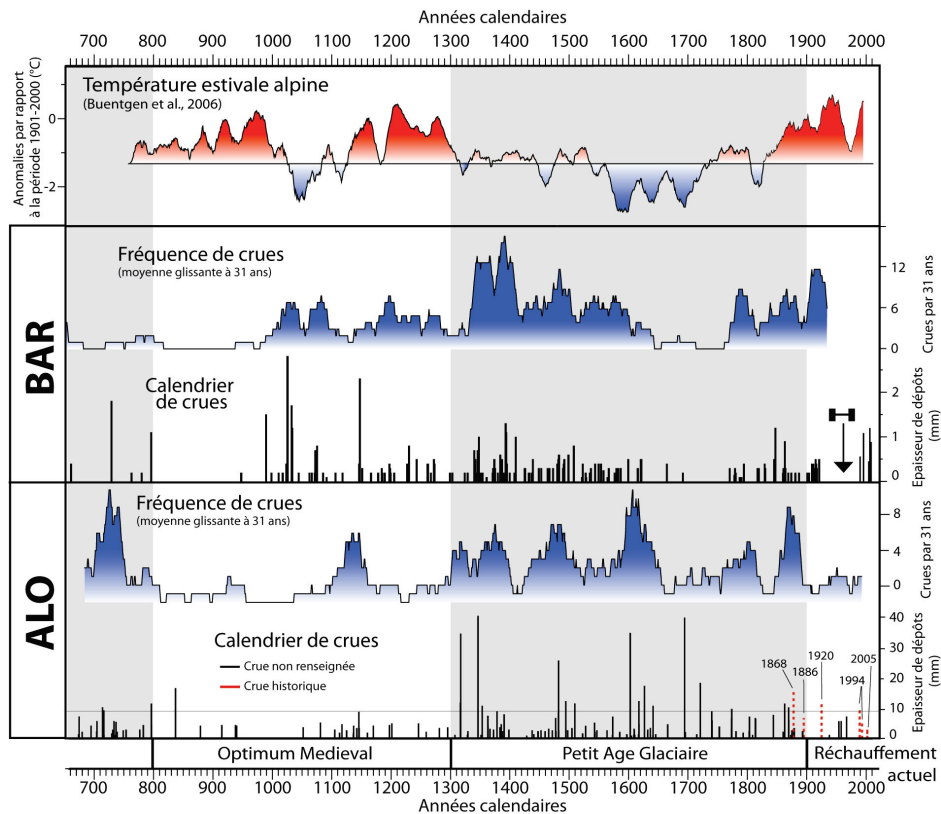 Années calendaires
700 800 900 1000 1100 1200 1300 1400 1500 1600 1700 1800 1900 2000
Température estivale alpine
(Buentgen et al., 2006)
Anomalies par rapport
à la période 1901-2000 (°C)
0
-2
BAR
Fréquence de crues
(moyenne glissante à 31 ans)
12
6
0
Crues par 31 ans
Calendrier
de crues
2
1
0
Epaisseur de dépôts
(mm)
ALO
Fréquence de crues
(moyenne glissante à 31 ans)
8
4
0
Crues par 31 ans
Calendrier de crues
Crue non renseignée
Crue historique
1868
1886
1920
1994
2005
40
30
20
10
0
Epaisseur de dépôts
(mm)
Optimum Medieval
Petit Age Glaciaire
Réchauffement
actuel
700 800 900 1000 1100 1200 1300 1400 1500 1600 1700 1800 1900 2000
Années calendaires